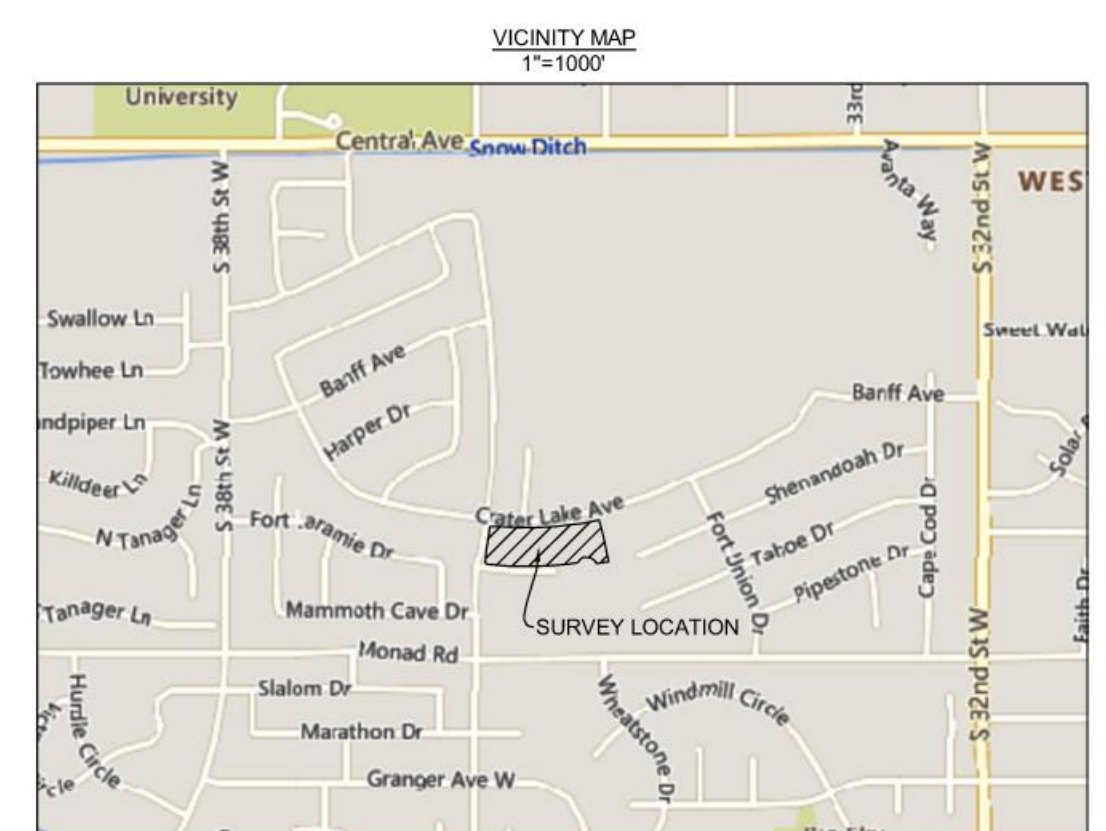 VICINITY MAP
1"=1000'
University
33rd
Central Ave
Snow Ditch
Avanta Way
S 38th St W
S 32nd St W
WES
Swallow Ln
Sweet Wat
Towhee Ln
Banff Ave
Banff Ave
ndpiper Ln
Harper Dr
Solar
Killdeer Ln
Shenandoah Dr
S 38th St W
N Tanager Ln
Crater Lake Ave
Fort Laramie Dr
Fort Union Dr
Tahoe Dr
Pipestone Dr
Cape Cod Dr
Faith Dr
Tanager Ln
Mammoth Cave Dr
SURVEY LOCATION
Monad Rd
S 32nd St W
Slalom Dr
Hurdle Circle
Wheatstone Dr
Windmill Circle
Marathon Dr
Granger Ave W
rcle